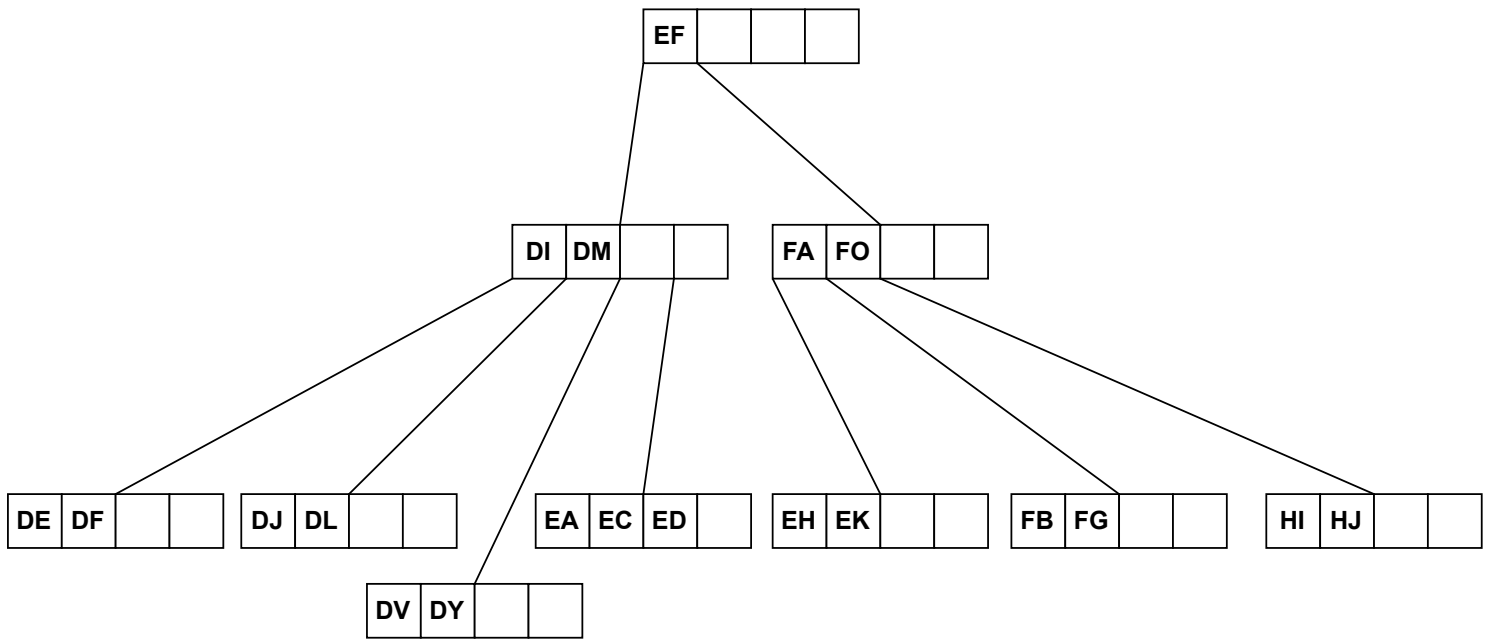 EF
DI DM
FA FO
DE DF
DJ DL
EA EC ED
EH EK
FB FG
HI HJ
DV DY